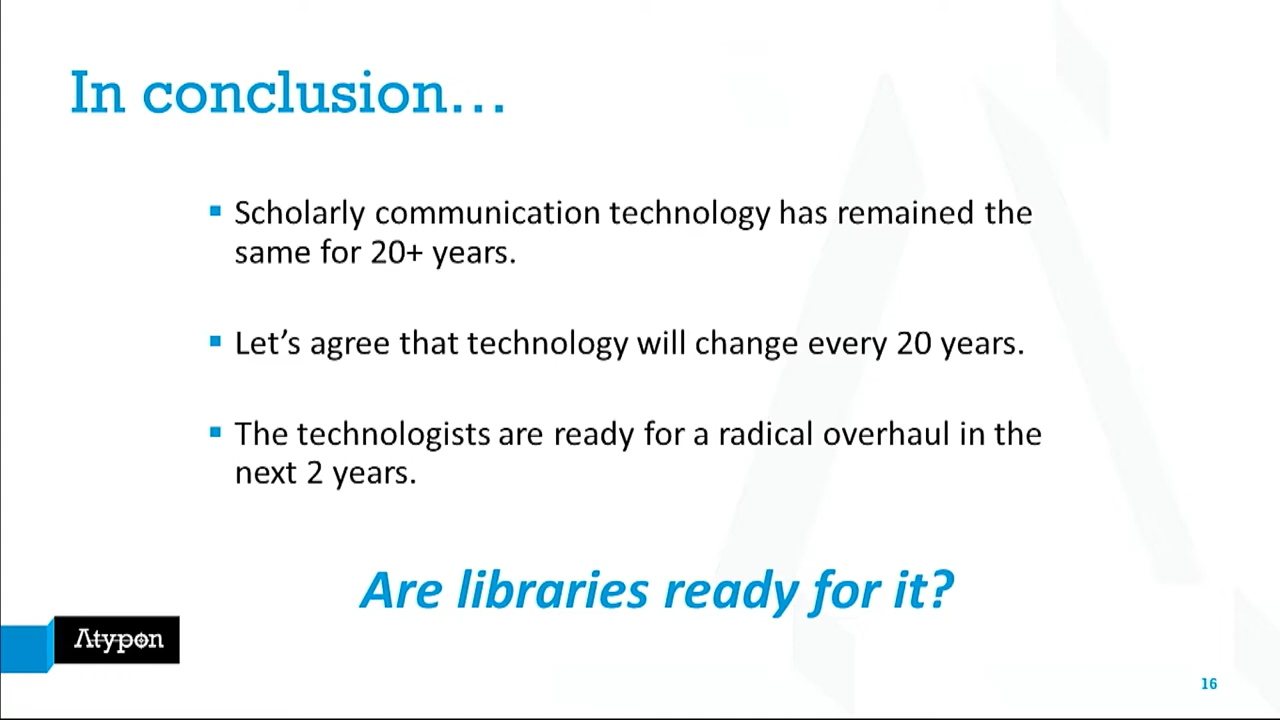 In conclusion…
▪ Scholarly communication technology has remained the
same for 20+ years.
▪ Let’s agree that technology will change every 20 years.
▪ The technologists are ready for a radical overhaul in the
next 2 years.
Are libraries ready for it?
Atypon
16